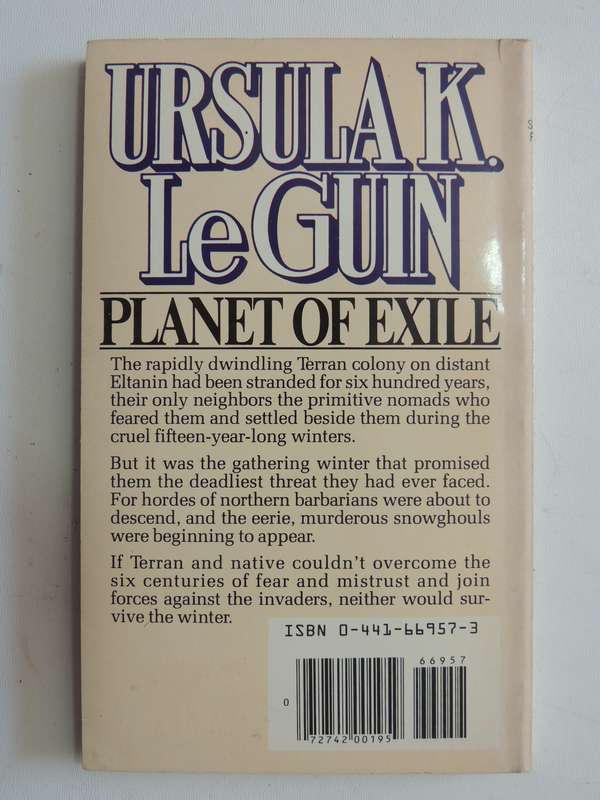 URSULA K.
LeGUIN
PLANET OF EXILE
The rapidly dwindling Terran colony on distant
Eltanin had been stranded for six hundred years,
their only neighbors the primitive nomads who
feared them and settled beside them during the
cruel fifteen-year-long winters.
But it was the gathering winter that promised
them the deadliest threat they had ever faced.
For hordes of northern barbarians were about to
descend, and the eerie, murderous snowghouls
were beginning to appear.
If Terran and native couldn't overcome the
six centuries of fear and mistrust and join
forces against the invaders, neither would sur-
vive the winter.
ISBN 0-441-66957-3
66957
0
72742 00195